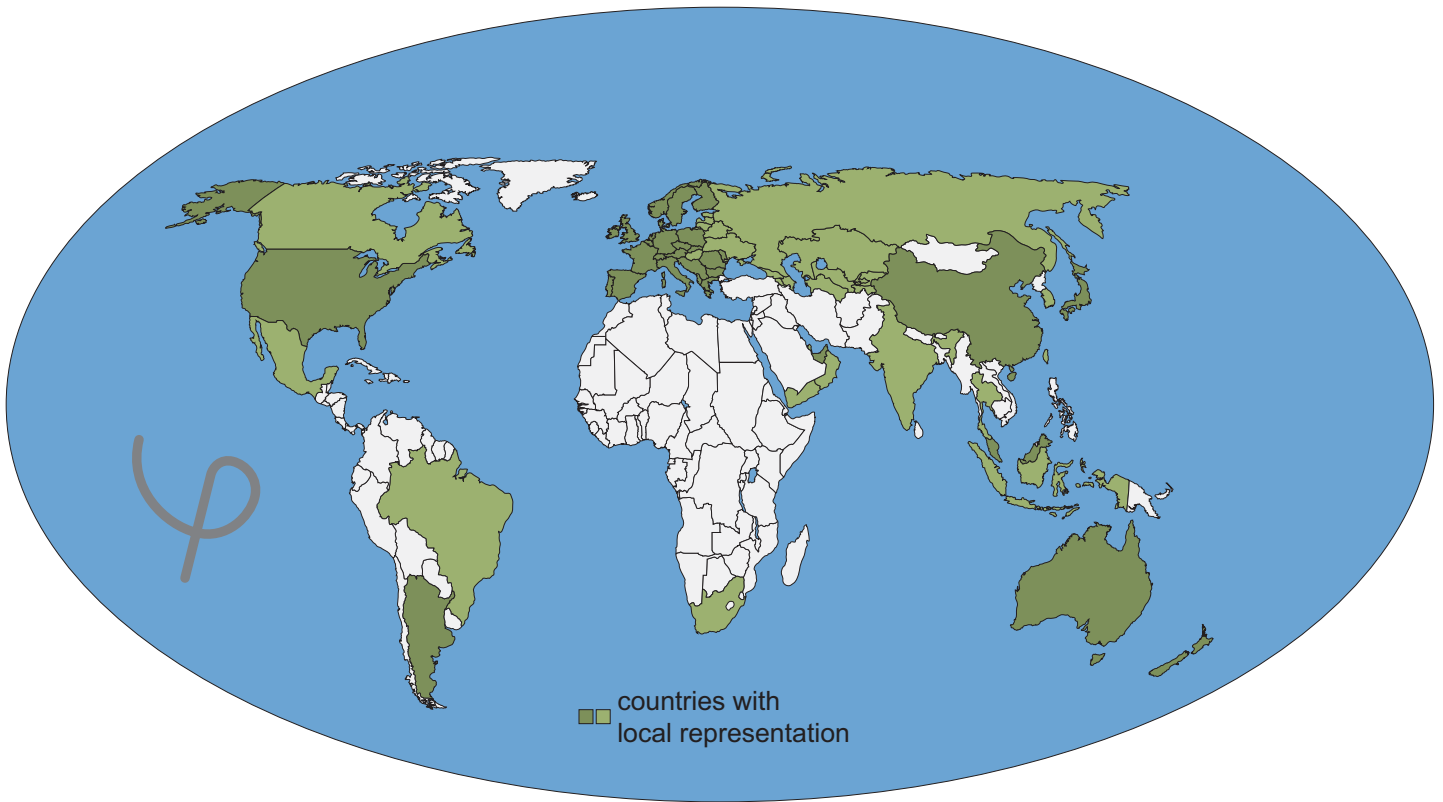 φ
countries with
local representation